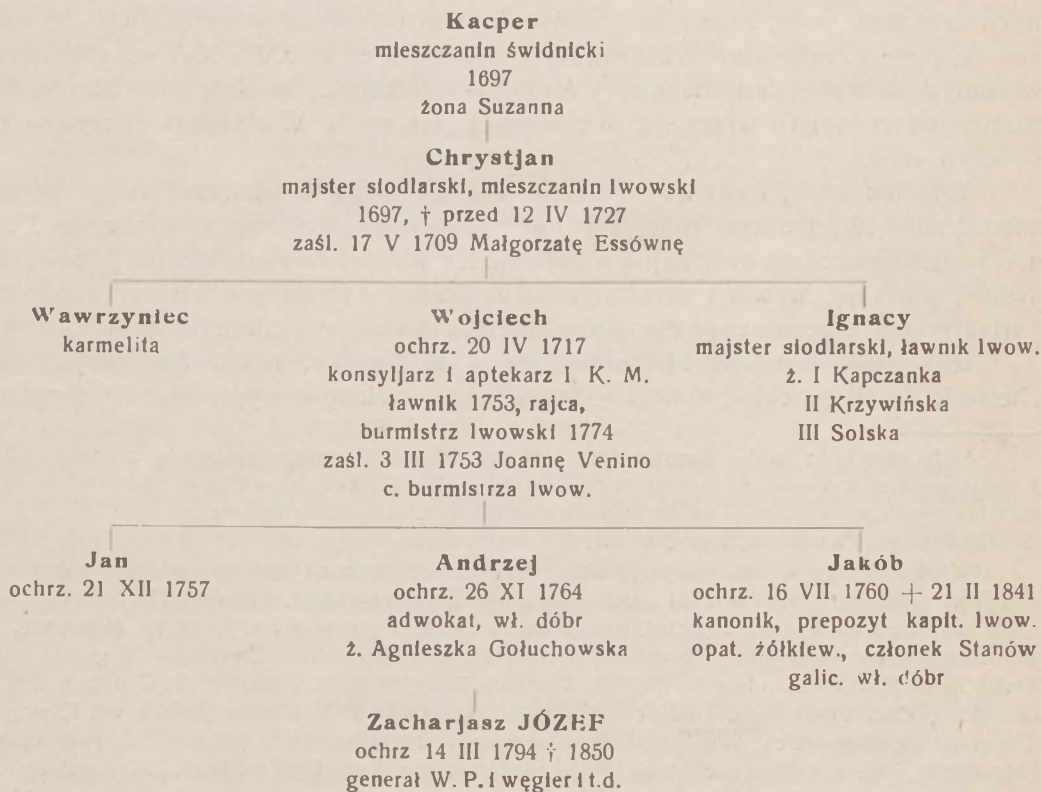 Kacper
mieszczanin świdnicki
1697
żona Suzanna
Chrystjan
majster siodlarski, mieszczanin lwowski
1697, † przed 12 IV 1727
zaśl. 17 V 1709 Małgorzatę Essównę
Wawrzyniec
karmelita
Wojciech
ochrz. 20 IV 1717
konsyljarz i aptekarz I. K. M.
ławnik 1753, rajca,
burmistrz lwowski 1774
zaśl. 3 III 1753 Joannę Venino
c. burmistrza lwow.
Ignacy
majster siodlarski, ławnik lwow.
ż. I Kapczanka
II Krzywińska
III Solska
Jan
ochrz. 21 XII 1757
Andrzej
ochrz. 26 XI 1764
adwokat, wł. dóbr
ż. Agnieszka Gołuchowska
Jakób
ochrz. 16 VII 1760 + 21 II 1841
kanonik, prepozyt kapit. lwow.
opat. żółkiew., członek Stanów
galic. wł. dóbr
Zacharjasz JÓZEF
ochrz 14 III 1794 † 1850
generał W. P. i węgier i t.d.